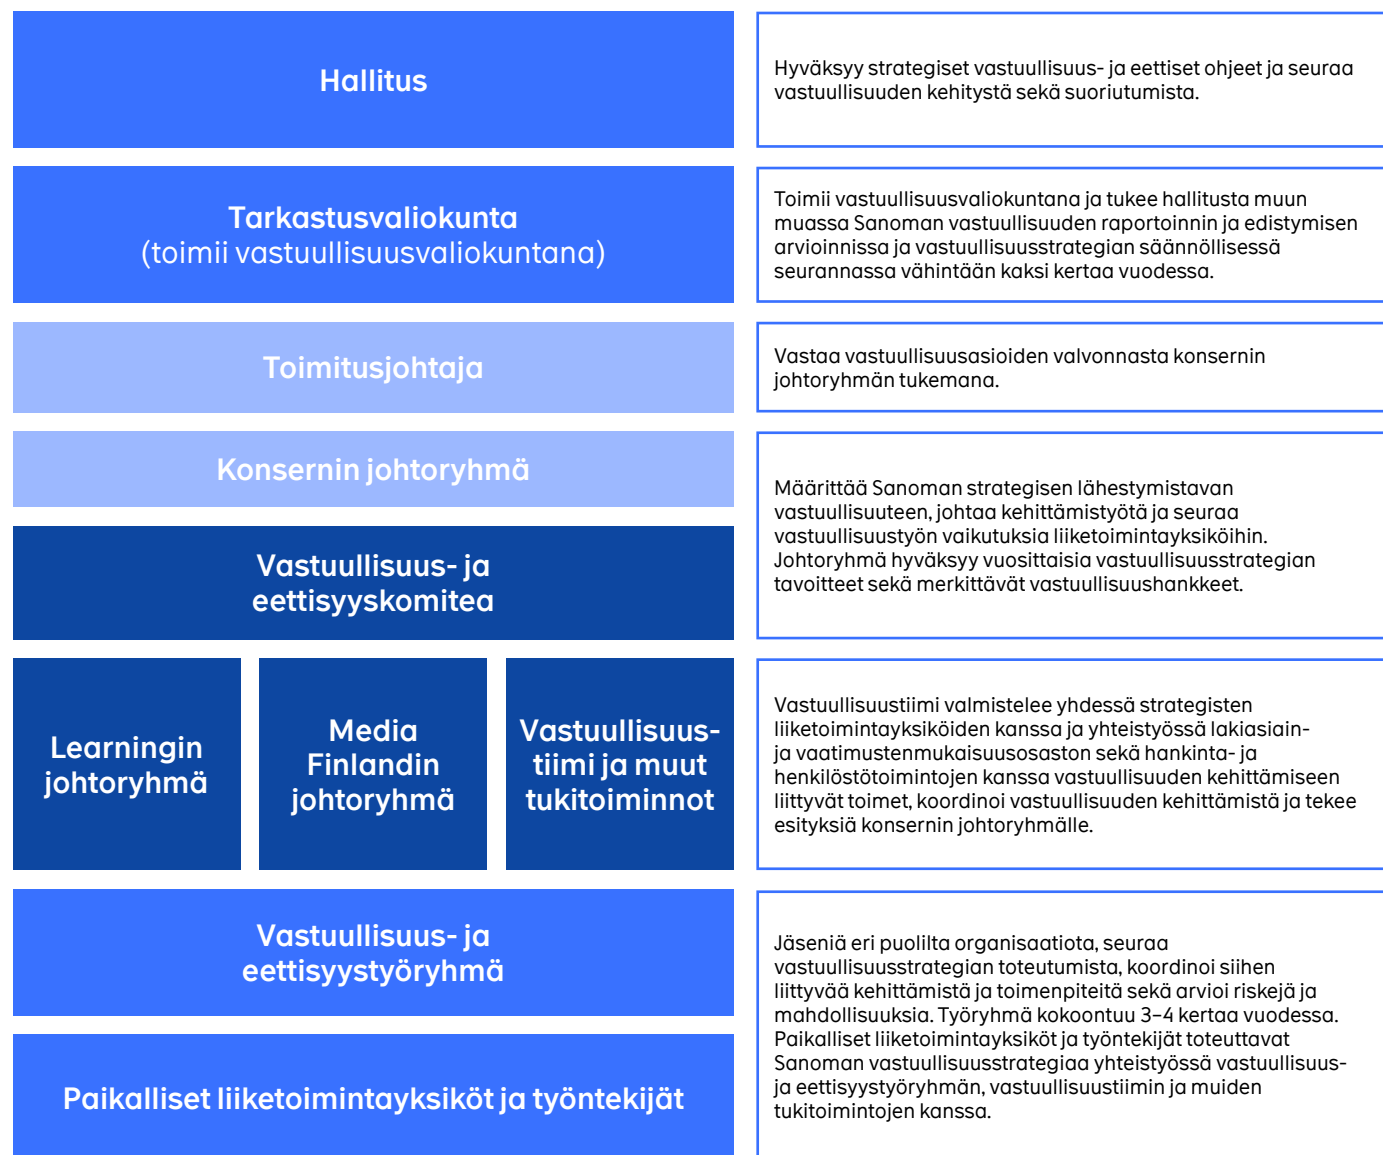 Hallitus
Hyväksyy strategiset vastuullisuus- ja eettiset ohjeet ja seuraa
vastuullisuuden kehitystä sekä suoriutumista.
Tarkastusvaliokunta
(toimii vastuullisuusvaliokuntana)
Toimii vastuullisuusvaliokuntana ja tukee hallitusta muun
muassa Sanoman vastuullisuuden raportoinnin ja edistymisen
arvioinnissa ja vastuullisuusstrategian säännöllisessä
seurannassa vähintään kaksi kertaa vuodessa.
Toimitusjohtaja
Vastaa vastuullisuusasioiden valvonnasta konsernin
johtoryhmän tukemana.
Konsernin johtoryhmä
Vastuullisuus- ja
eettisyyskomitea
Määrittää Sanoman strategisen lähestymistavan
vastuullisuuteen, johtaa kehittämistyötä ja seuraa
vastuullisuustyön vaikutuksia liiketoimintayksiköihin.
Johtoryhmä hyväksyy vuosittaisia vastuullisuusstrategian
tavoitteet sekä merkittävät vastuullisuushankkeet.
Learningin
johtoryhmä
Media
Finlandin
johtoryhmä
Vastuullisuus-
tiimi ja muut
tukitoiminnot
Vastuullisuustiimi valmistelee yhdessä strategisten
liiketoimintayksiköiden kanssa ja yhteistyössä lakiasiain-
ja vaatimustenmukaisuusosaston sekä hankinta- ja
henkilöstötoimintojen kanssa vastuullisuuden kehittämiseen
liittyvät toimet, koordinoi vastuullisuuden kehittämistä ja tekee
esityksiä konsernin johtoryhmälle.
Vastuullisuus- ja
eettisyystyöryhmä
Paikalliset liiketoimintayksiköt ja työntekijät
Jäseniä eri puolilta organisaatiota, seuraa
vastuullisuusstrategian toteutumista, koordinoi siihen
liittyvää kehittämistä ja toimenpiteitä sekä arvioi riskejä ja
mahdollisuuksia. Työryhmä kokoontuu 3–4 kertaa vuodessa.
Paikalliset liiketoimintayksiköt ja työntekijät toteuttavat
Sanoman vastuullisuusstrategiaa yhteistyössä vastuullisuus-
ja eettisyystyöryhmän, vastuullisuustiimin ja muiden
tukitoimintojen kanssa.